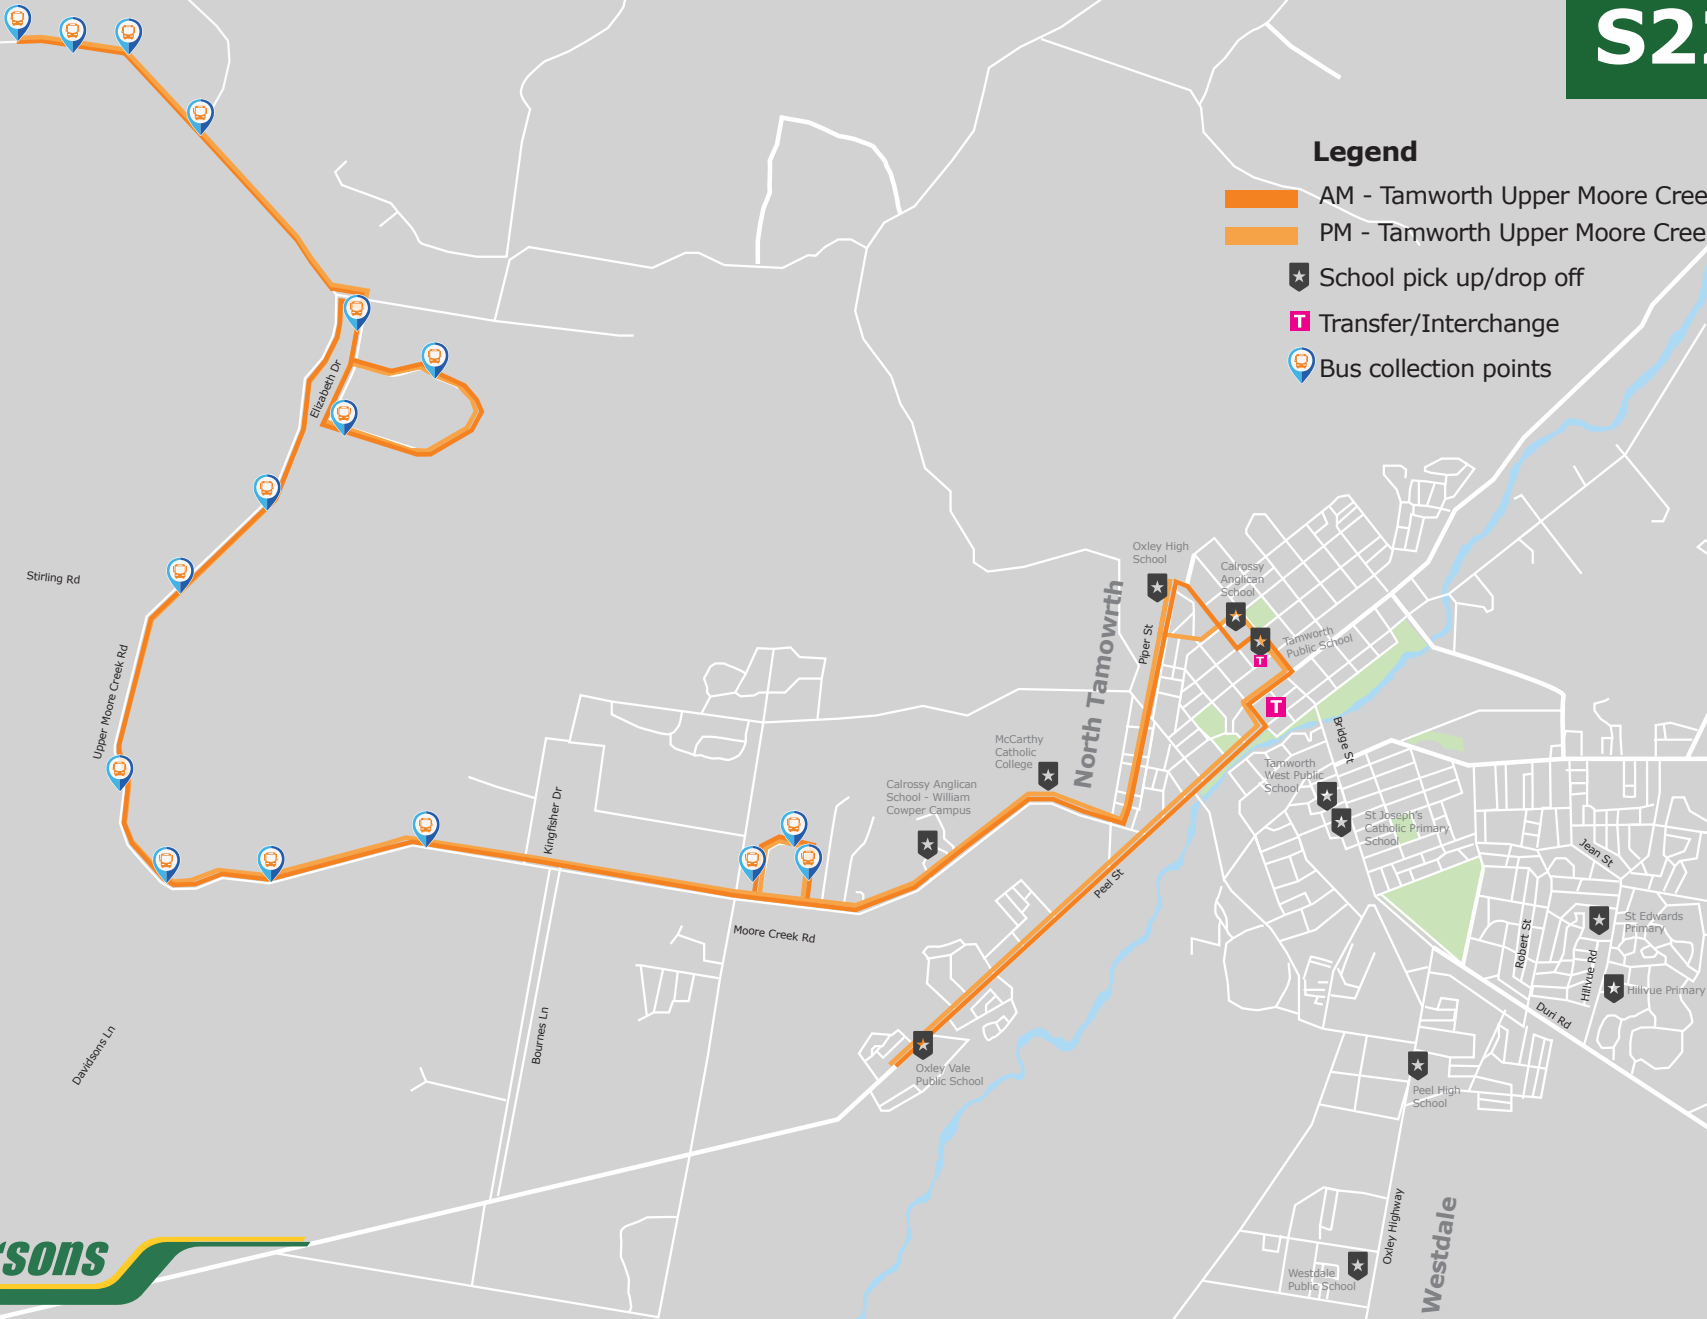 S22
Legend
AM - Tamworth Upper Moore Cree
PM - Tamworth Upper Moore Cree
School pick up/drop off
T Transfer/Interchange
Bus collection points
Elizabeth Dr
Stirling Rd
Upper Moore Creek Rd
Davidsons Ln
Kingfisher Dr
Bournes Ln
Moore Creek Rd
North Tamowrth
Piper St
Peel St
Oxley High
School
Calrossy
Anglican
School
Tamworth
Public School
T
T
McCarthy
Catholic
College
Calrossy Anglican
School - William
Cowper Campus
Bridge St
Tamworth
West Public
School
St Joseph's
Catholic Primary
School
Jean St
Robert St
Hillvue Rd
St Edwards
Primary
Hillvue Primary
Duri Rd
Oxley Vale
Public School
Peel High
School
Oxley Highway
Westdale
Westdale
Public School
sons